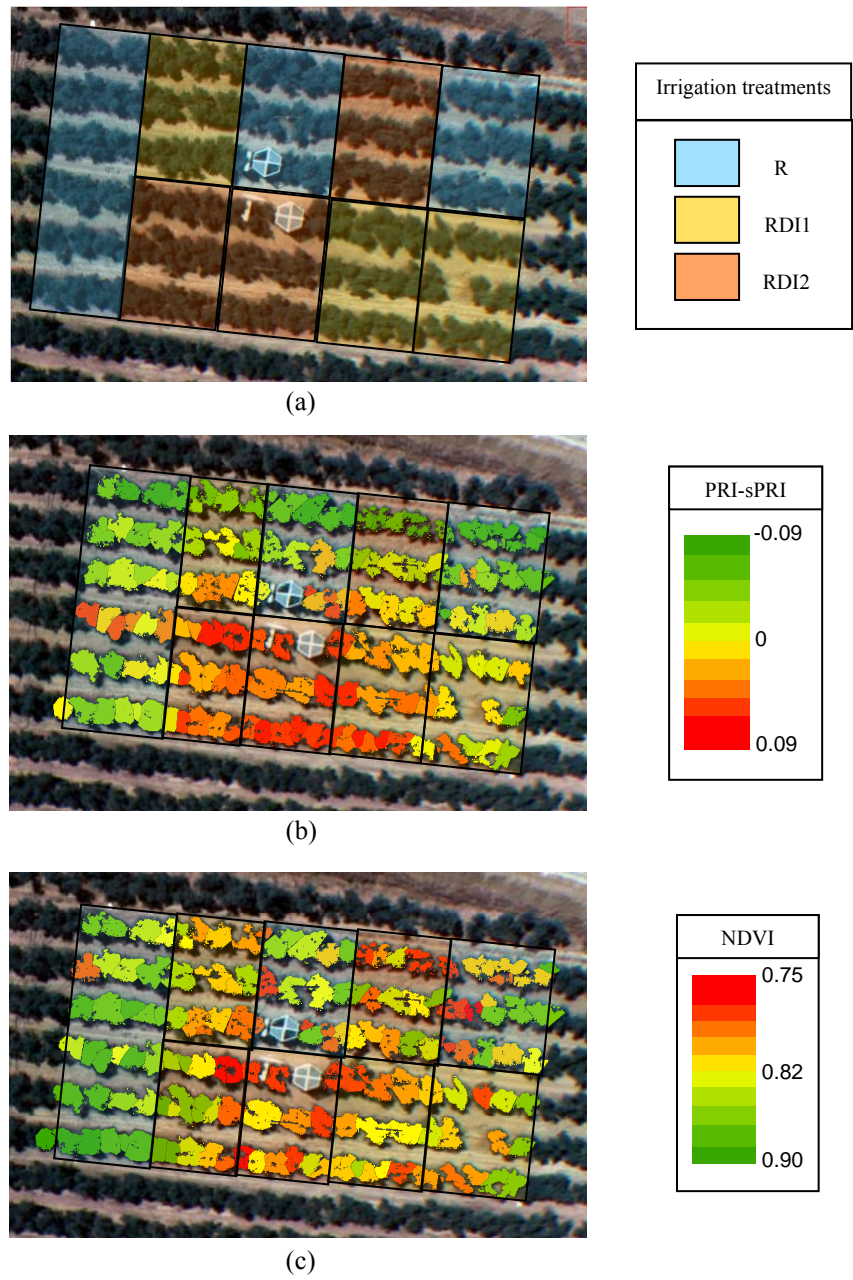 Irrigation treatments
R
RDI1
RDI2
(a)
PRI-sPRI
-0.09
0
0.09
(b)
NDVI
0.75
0.82
0.90
(c)